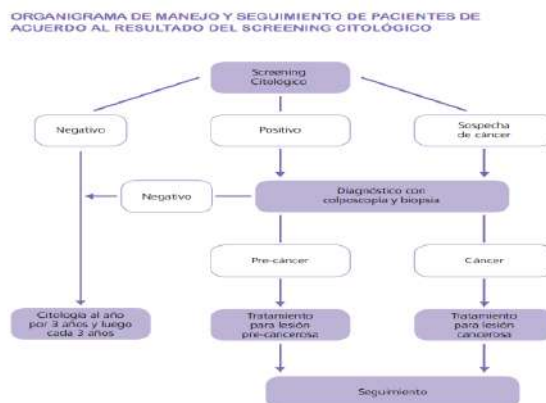 ORGANIGRAMA DE MANEJO Y SEGUIMIENTO DE PACIENTES DE
ACUERDO AL RESULTADO DEL SCREENING CITOLÓGICO
Screening
Citológico
Negativo
Positivo
Sospecha
de cáncer
Negativo
Diagnóstico con
colposcopía y biopsia
Pre-cáncer
Cáncer
Citología al año
por 3 años y luego
cada 3 años
Tratamiento
para lesión
pre-cancerosa
Tratamiento
para lesión
cancerosa
Seguimiento